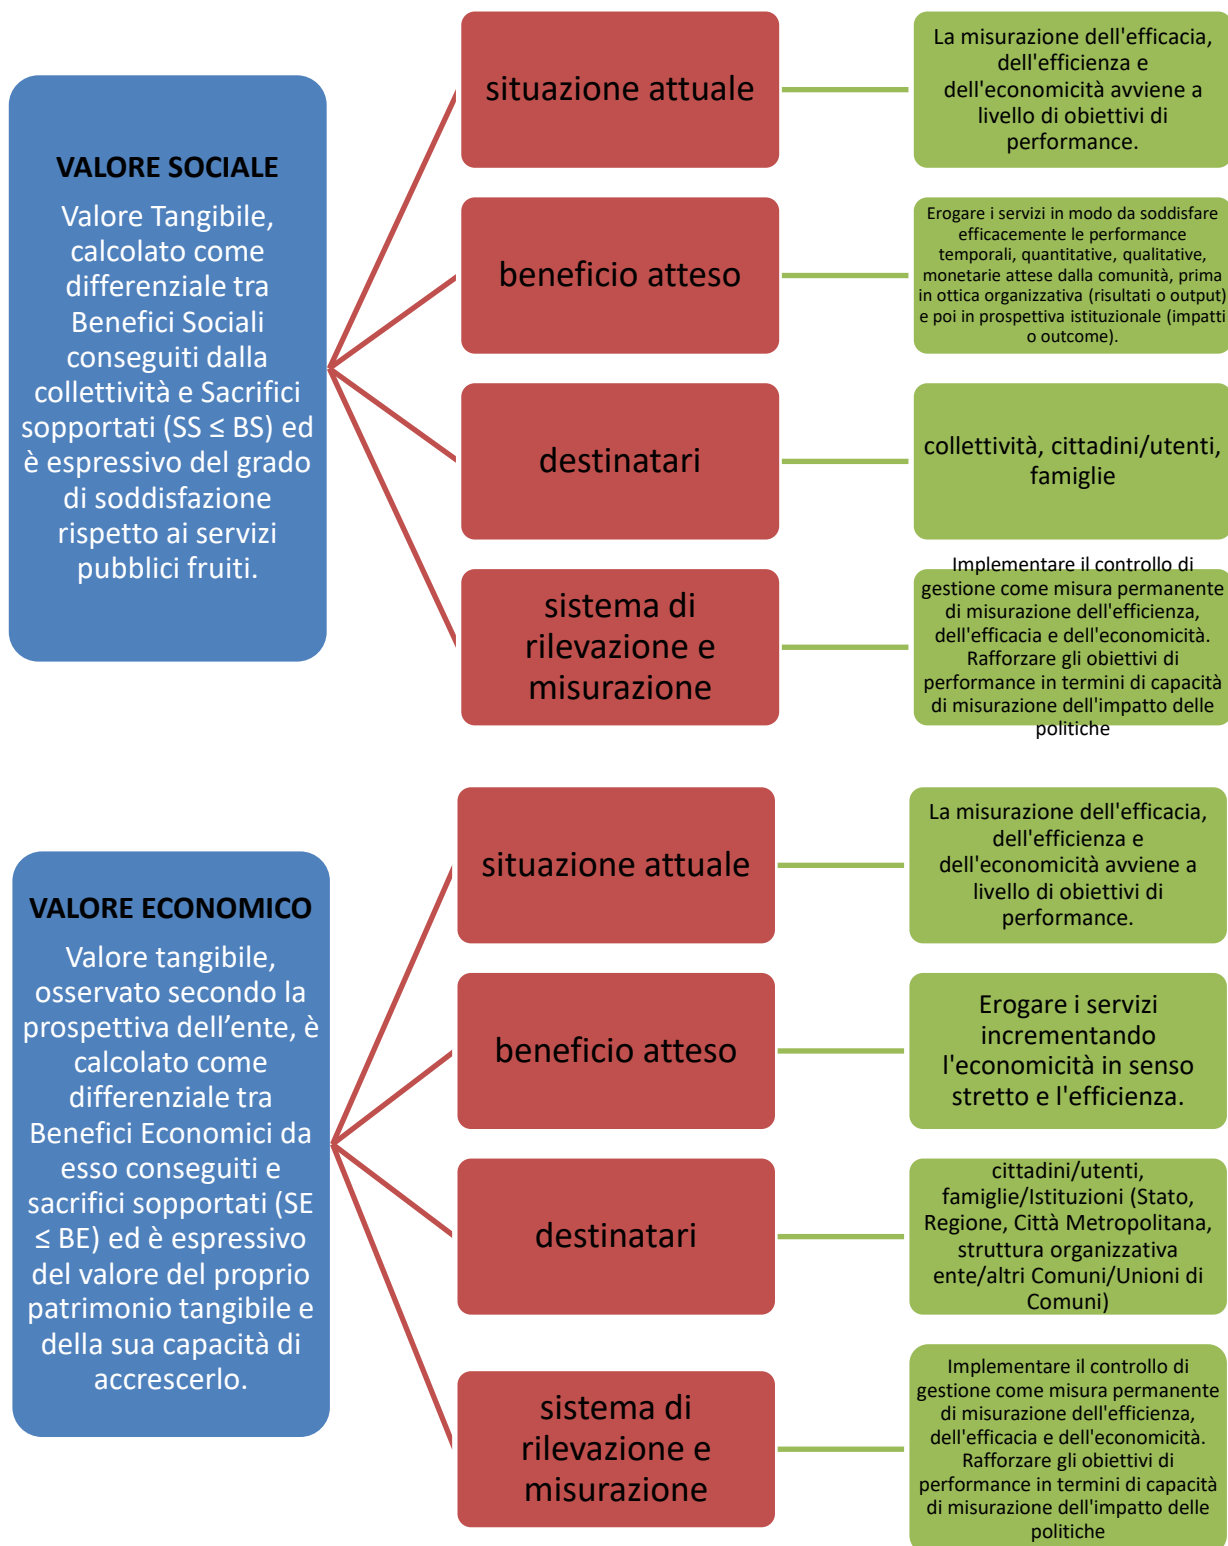 VALORE SOCIALE
Valore Tangibile,
calcolato come
differenziale tra
Benefici Sociali
conseguiti dalla
collettività e Sacrifici
sopportati (SS ≤ BS) ed
è espressivo del grado
di soddisfazione
rispetto ai servizi
pubblici fruiti.
situazione attuale
La misurazione dell'efficacia,
dell'efficienza e
dell'economicità avviene a
livello di obiettivi di
performance.
beneficio atteso
Erogare i servizi in modo da soddisfare
efficacemente le performance
temporali, quantitative, qualitative,
monetarie attese dalla comunità, prima
in ottica organizzativa (risultati o output)
e poi in prospettiva istituzionale (impatti
o outcome).
destinatari
collettività, cittadini/utenti,
famiglie
sistema di
rilevazione e
misurazione
Implementare il controllo di
gestione come misura permanente
di misurazione dell'efficienza,
dell'efficacia e dell'economicità.
Rafforzare gli obiettivi di
performance in termini di capacità
di misurazione dell'impatto delle
politiche
VALORE ECONOMICO
Valore tangibile,
osservato secondo la
prospettiva dell’ente, è
calcolato come
differenziale tra
Benefici Economici da
esso conseguiti e
sacrifici sopportati (SE
≤ BE) ed è espressivo
del valore del proprio
patrimonio tangibile e
della sua capacità di
accrescerlo.
situazione attuale
La misurazione dell'efficacia,
dell'efficienza e
dell'economicità avviene a
livello di obiettivi di
performance.
beneficio atteso
Erogare i servizi
incrementando
l'economicità in senso
stretto e l'efficienza.
destinatari
cittadini/utenti,
famiglie/Istituzioni (Stato,
Regione, Città Metropolitana,
struttura organizzativa
ente/altri Comuni/Unioni di
Comuni)
sistema di
rilevazione e
misurazione
Implementare il controllo di
gestione come misura permanente
di misurazione dell'efficienza,
dell'efficacia e dell'economicità.
Rafforzare gli obiettivi di
performance in termini di capacità
di misurazione dell'impatto delle
politiche